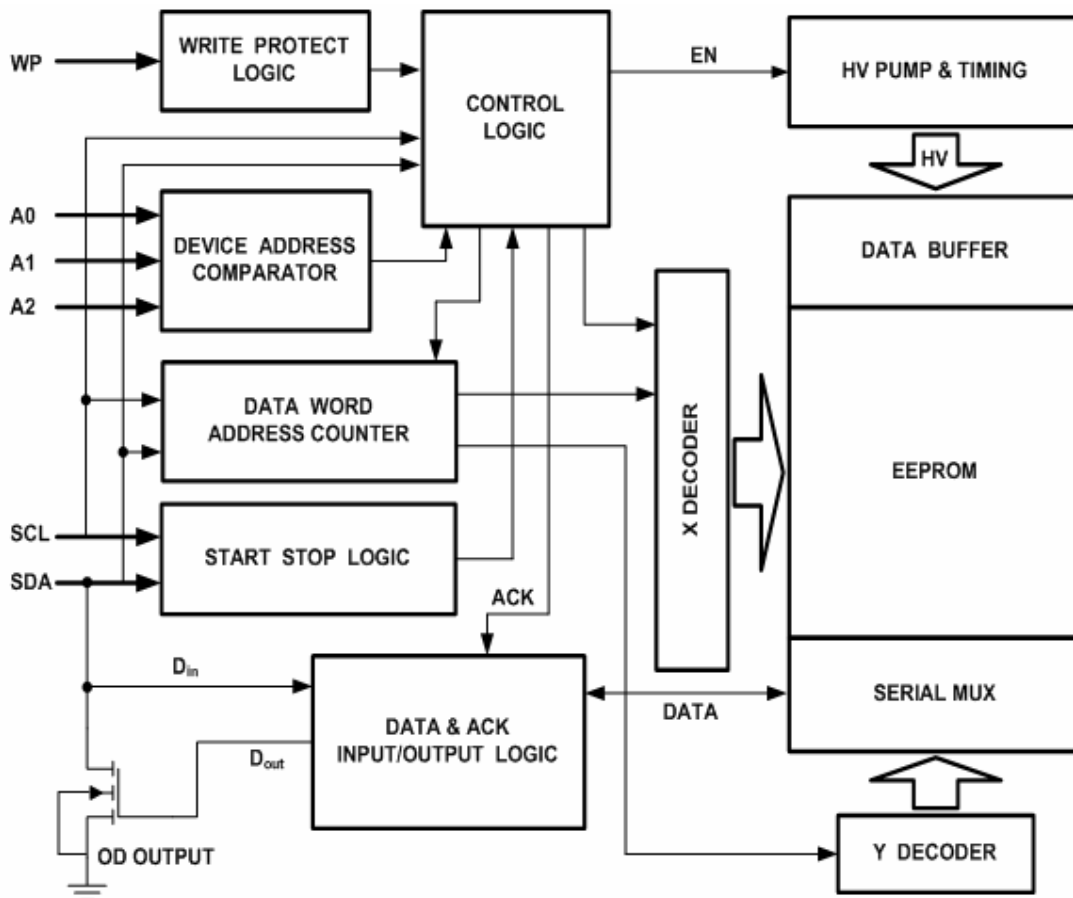 WP
WRITE PROTECT
LOGIC
CONTROL
LOGIC
EN
HV PUMP & TIMING
HV
A0
A1
A2
DEVICE ADDRESS
COMPARATOR
DATA BUFFER
DATA WORD
ADDRESS COUNTER
X DECODER
EEPROM
SCL
SDA
START STOP LOGIC
ACK
Din
DATA & ACK
INPUT/OUTPUT LOGIC
DATA
SERIAL MUX
Dout
OD OUTPUT
Y DECODER